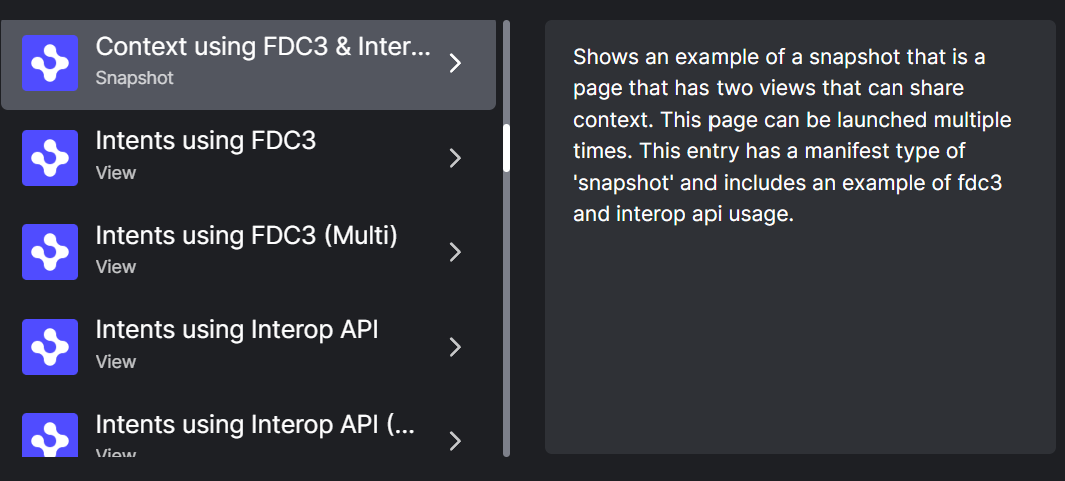 Context using FDC3 & Inter...
Snapshot
Intents using FDC3
View
Intents using FDC3 (Multi)
View
Intents using Interop API
View
Intents using Interop API (...
View
Shows an example of a snapshot that is a
page that has two views that can share
context. This page can be launched multiple
times. This entry has a manifest type of
'snapshot' and includes an example of fdc3
and interop api usage.